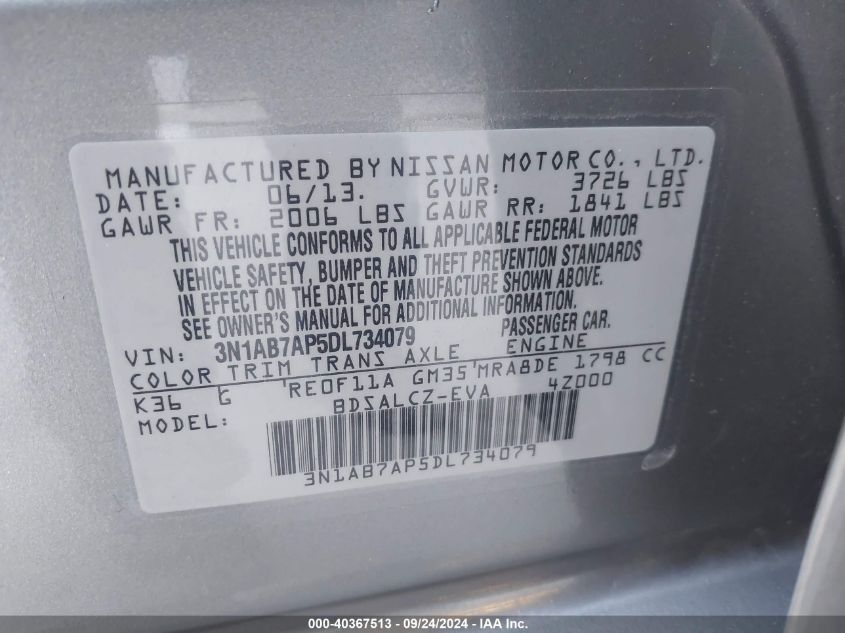 MANUFACTURED BY NISSAN MOTOR CO., LTD.
DATE: 06/13. GVWR: 3726 LBS
GAWR FR: 2006 LBS GAWR RR: 1841 LBS
THIS VEHICLE CONFORMS TO ALL APPLICABLE FEDERAL MOTOR
VEHICLE SAFETY, BUMPER AND THEFT PREVENTION STANDARDS
IN EFFECT ON THE DATE OF MANUFACTURE SHOWN ABOVE.
SEE OWNER'S MANUAL FOR ADDITIONAL INFORMATION.
VIN: 3N1AB7AP5DL734079 PASSENGER CAR.
COLOR TRIM TRANS AXLE ENGINE
K36 G RE0F11A GM35 MRA8DE 1798 CC
MODEL: BDSALCZ-EVA 4Z000
3N1AB7AP5DL734079
000-40367513 - 09/24/2024 - IAA Inc.